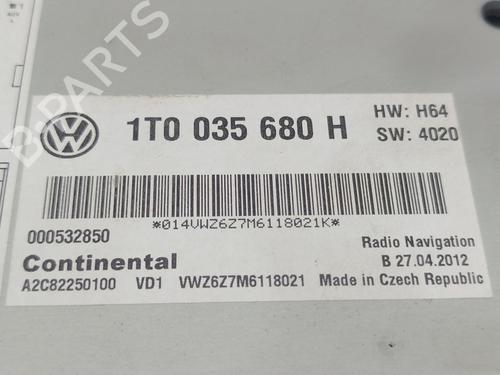 1T0 035 680 H
HW: H64
SW: 4020
*014VWZ6Z7M6118021K*
000532850
Continental
Radio Navigation
B 27.04.2012
A2C82250100 VD1 VWZ6Z7M6118021 Made in Czech Republic
B-PARTS